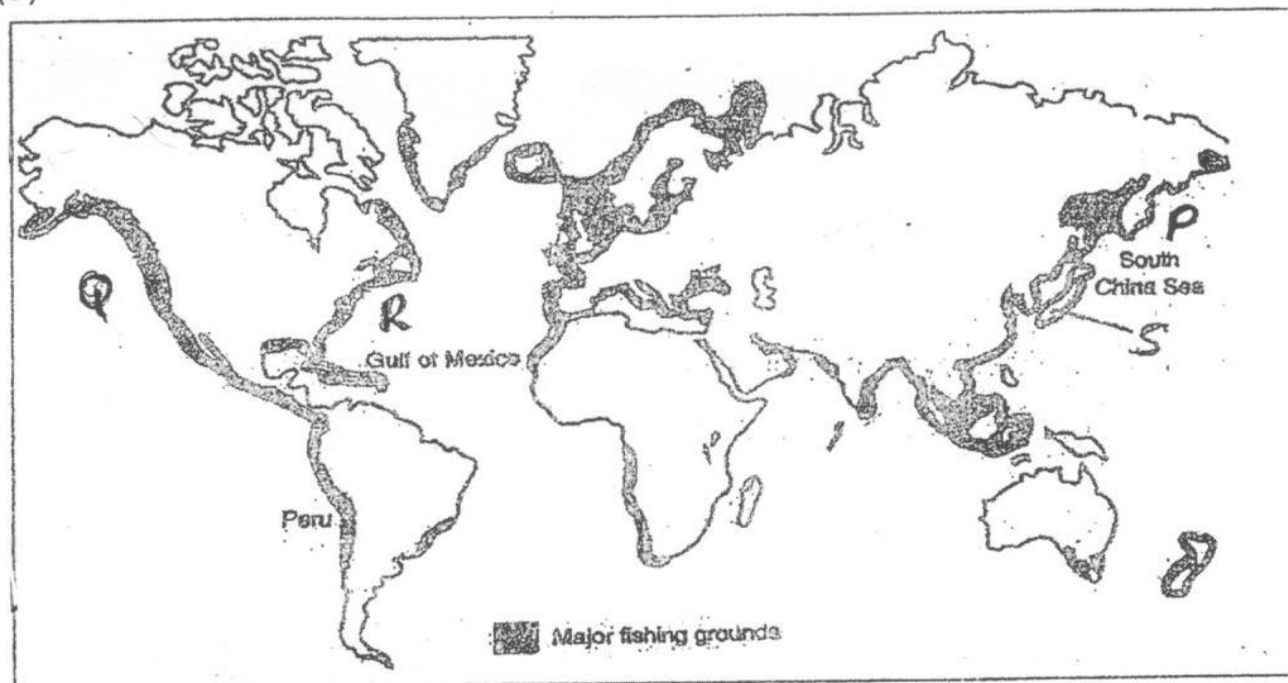 P
South
China Sea
Q
R
S
Gulf of Mexico
Peru
Major fishing grounds